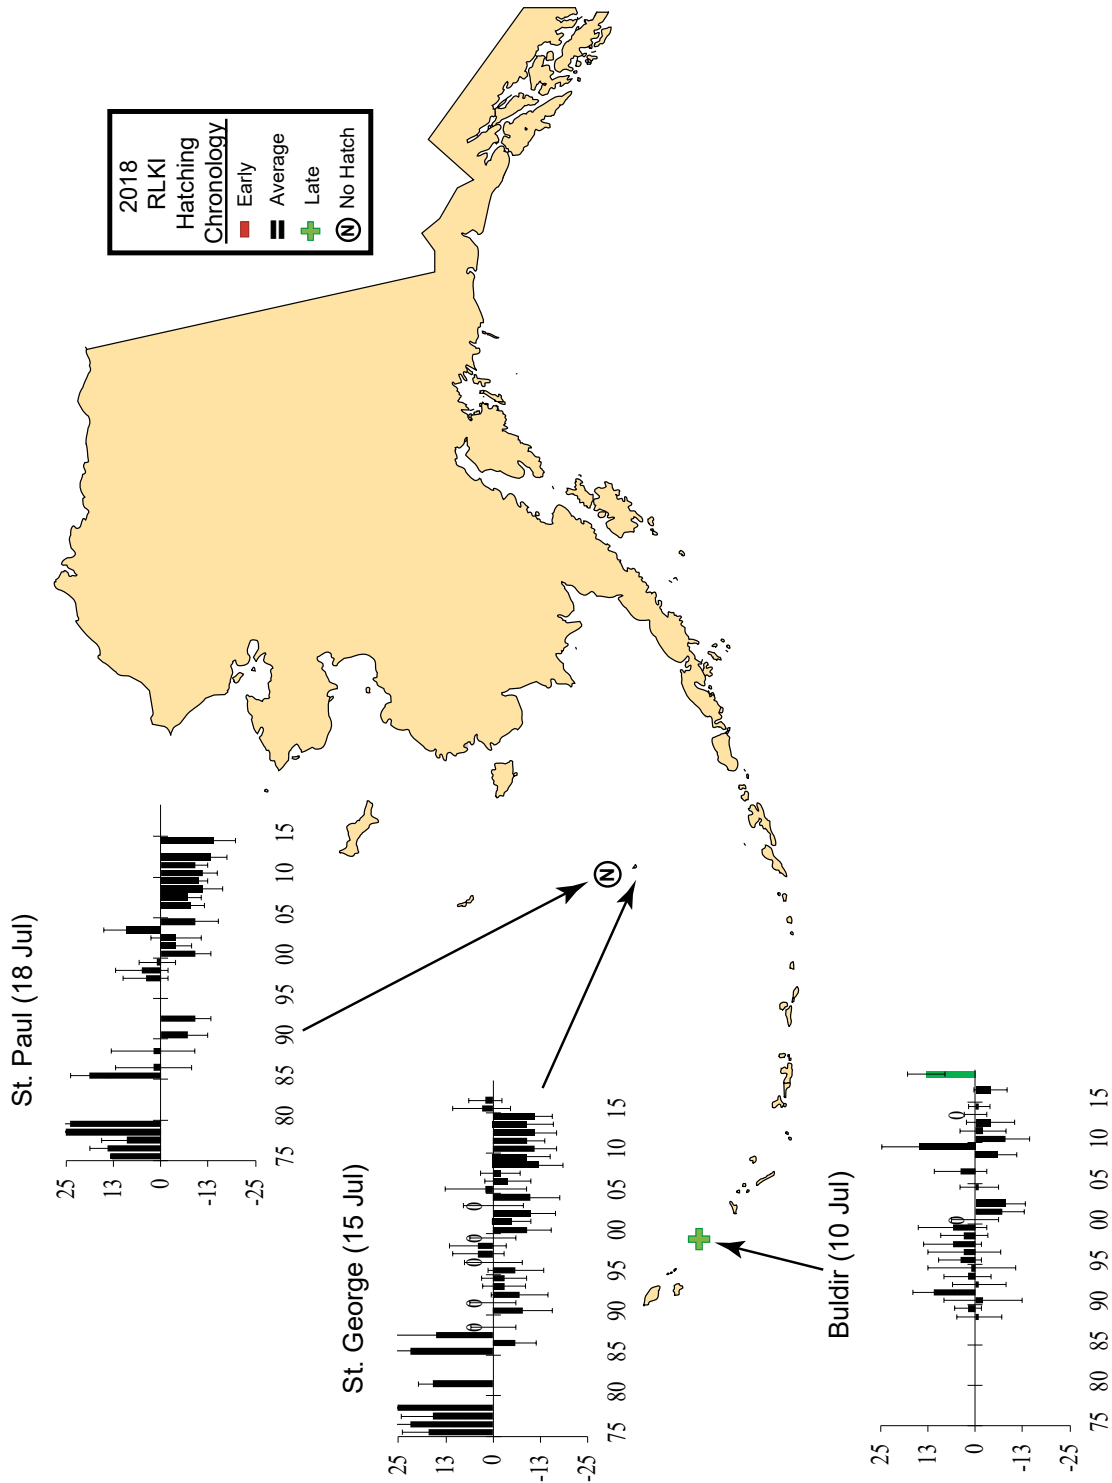 2018
RLKI
Hatching
Chronology
Early
Average
Late
N No Hatch
St. Paul (18 Jul)
25
13
0
-13
-25
75 80 85 90 95 00 05 10 15
N
St. George (15 Jul)
25
13
0
-13
-25
0 0 0 0 0
75 80 85 90 95 00 05 10 15
Buldir (10 Jul)
25
13
0
-13
-25
0 0
75 80 85 90 95 00 05 10 15